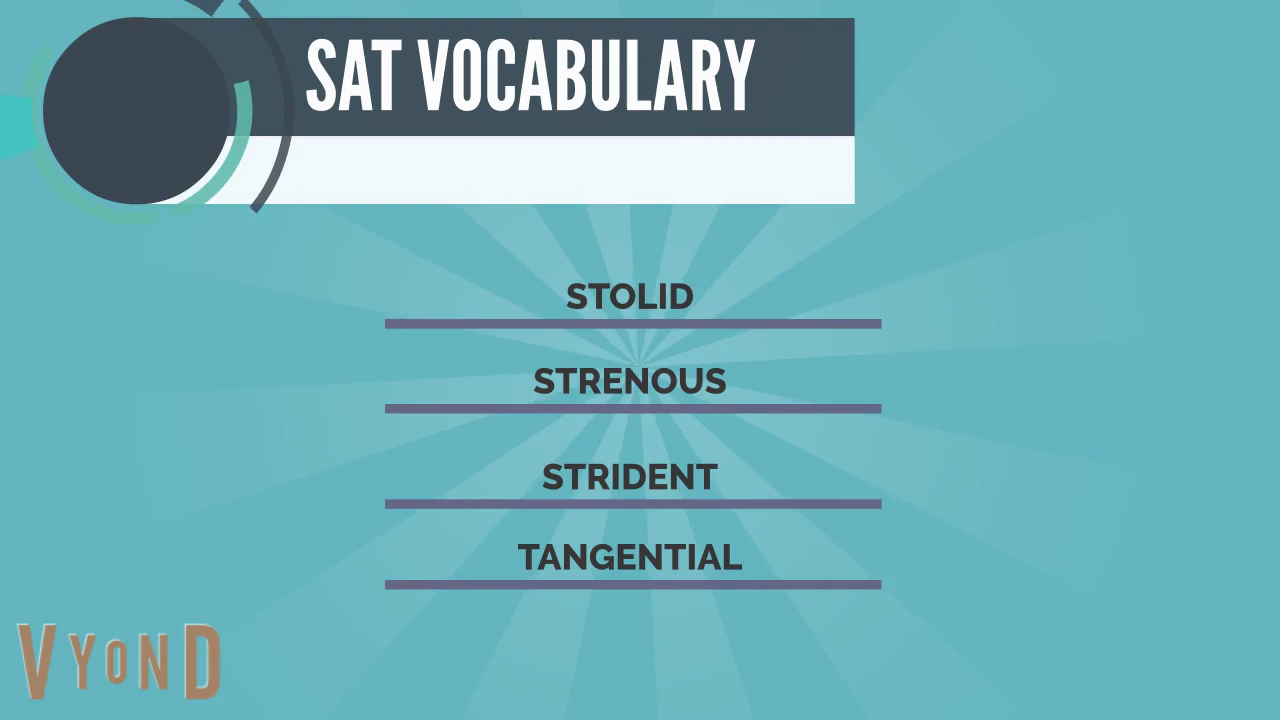 SAT VOCABULARY
STOLID
STRENOUS
STRIDENT
TANGENTIAL
VYOND